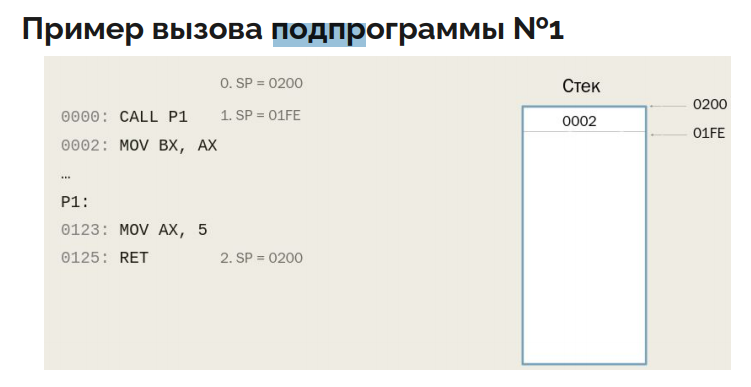 Пример вызова подпрограммы №1
0. SP = 0200
Стек
0000: CALL P1 1. SP = 01FE
0200
0002
01FE
0002: MOV BX, AX
…
P1:
0123: MOV AX, 5
0125: RET 2. SP = 0200